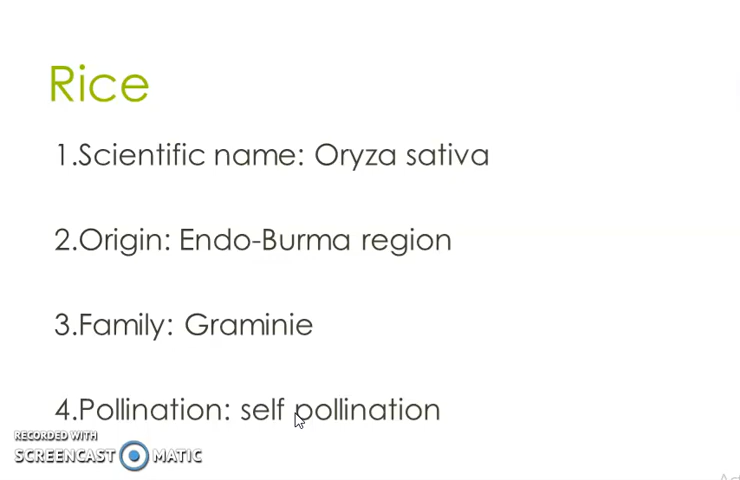 Rice
1.Scientific name: Oryza sativa
2.Origin: Endo-Burma region
3.Family: Graminie
4.Pollination: self pollination
RECORDED WITH
SCREENCAST MATIC